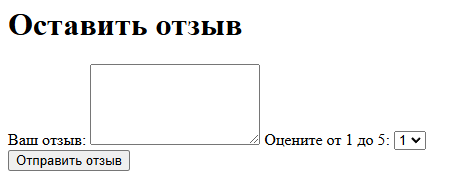 Оставить отзыв
Ваш отзыв: Оцените от 1 до 5: 1
Отправить отзыв